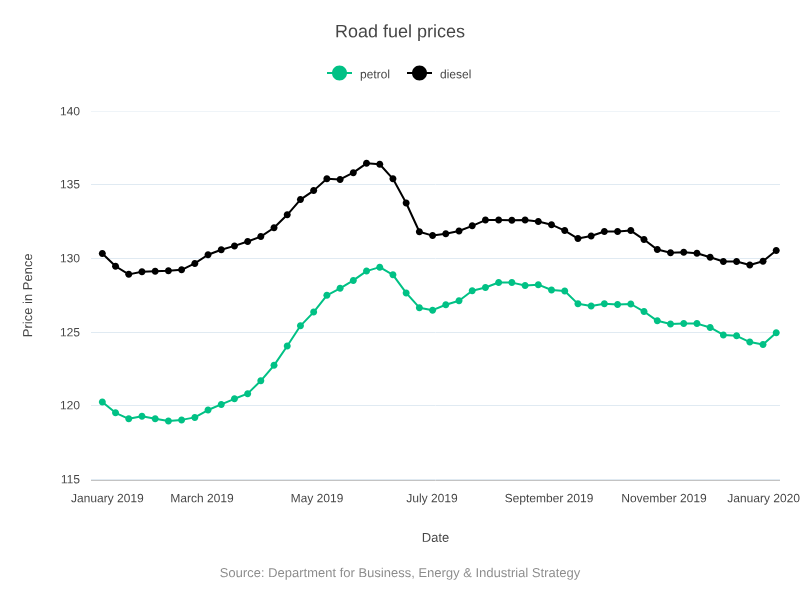 Road fuel prices
petrol diesel
140
135
130
125
120
115
Price in Pence
January 2019 March 2019 May 2019 July 2019 September 2019 November 2019 January 2020
Date
Source: Department for Business, Energy & Industrial Strategy